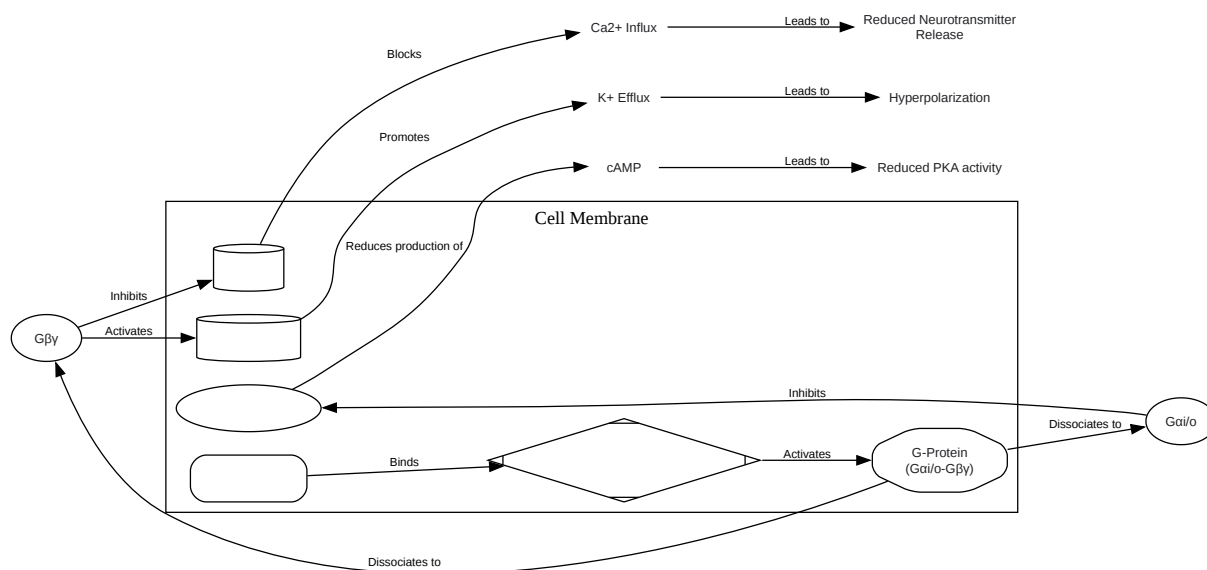 Ca2+ Influx
Leads to
Reduced Neurotransmitter
Release
Blocks
K+ Efflux
Leads to
Hyperpolarization
Promotes
cAMP
Leads to
Reduced PKA activity
Cell Membrane
Reduces production of
Inhibits
Gβγ
Activates
Inhibits
Gαi/o
Dissociates to
Binds
Activates
G-Protein
(Gαi/o-Gβγ)
Dissociates to